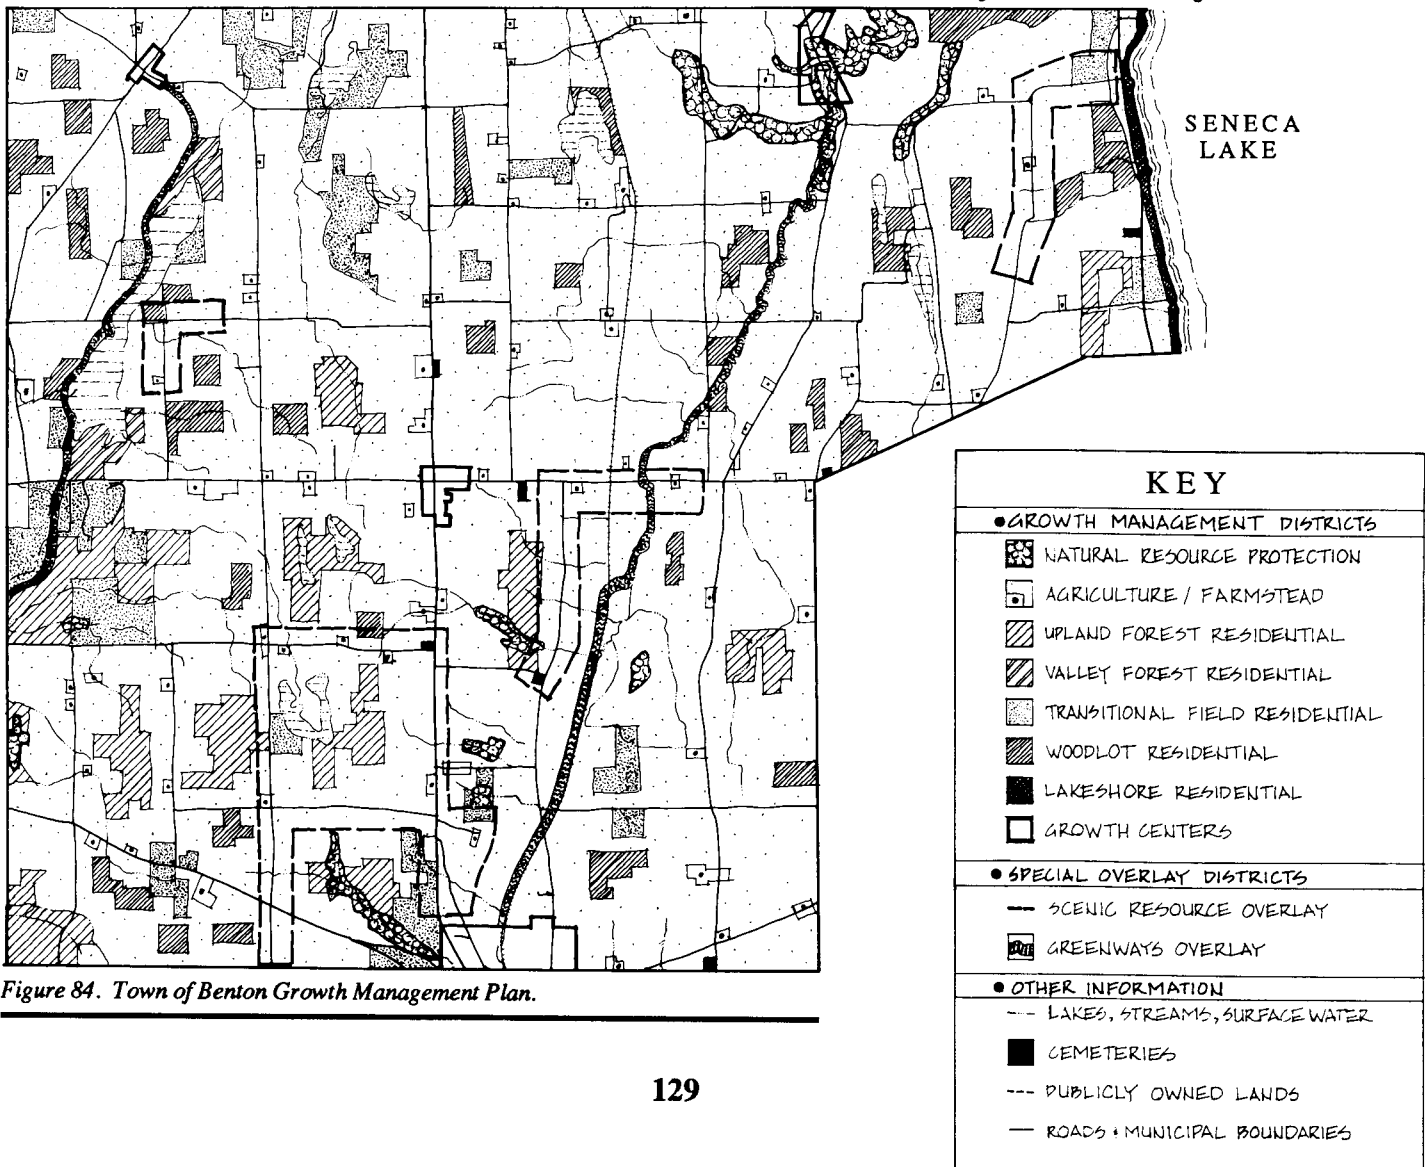 SENECA
LAKE
KEY
•GROWTH MANAGEMENT DISTRICTS
NATURAL RESOURCE PROTECTION
AGRICULTURE / FARMSTEAD
UPLAND FOREST RESIDENTIAL
VALLEY FOREST RESIDENTIAL
TRANSITIONAL FIELD RESIDENTIAL
WOODLOT RESIDENTIAL
LAKESHORE RESIDENTIAL
GROWTH CENTERS
• SPECIAL OVERLAY DISTRICTS
SCENIC RESOURCE OVERLAY
GREENWAYS OVERLAY
• OTHER INFORMATION
LAKES, STREAMS, SURFACE WATER
CEMETERIES
PUBLICLY OWNED LANDS
ROADS & MUNICIPAL BOUNDARIES
Figure 84. Town of Benton Growth Management Plan.
129